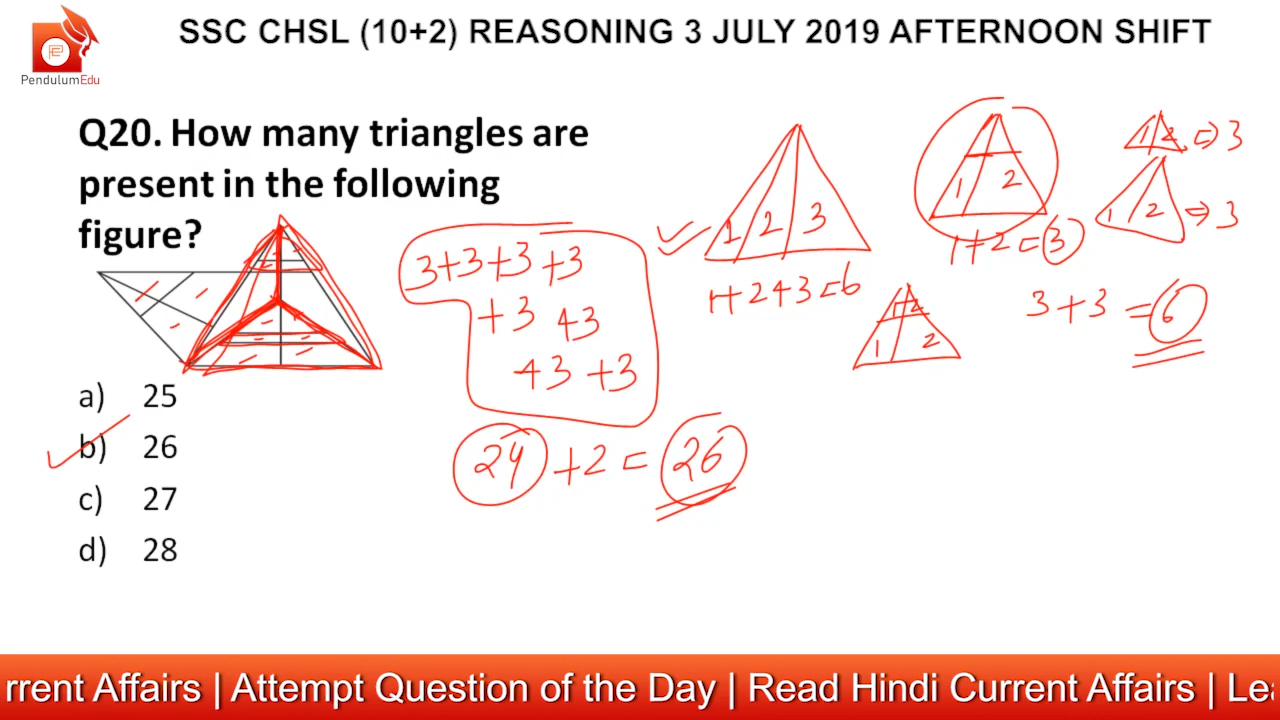 SSC CHSL (10+2) REASONING 3 JULY 2019 AFTERNOON SHIFT
PendulumEdu
Q20. How many triangles are
present in the following
figure?
a) 25
b) 26
c) 27
d) 28
3+3+3+3
+3 +3
+3 +3
24 +2 = 26
1 2 3
1+2+3=6
1 2
1+2=3
1 2 => 3
1 2 => 3
1 2
1 2
3+3 = 6
rrent Affairs | Attempt Question of the Day | Read Hindi Current Affairs | Lea